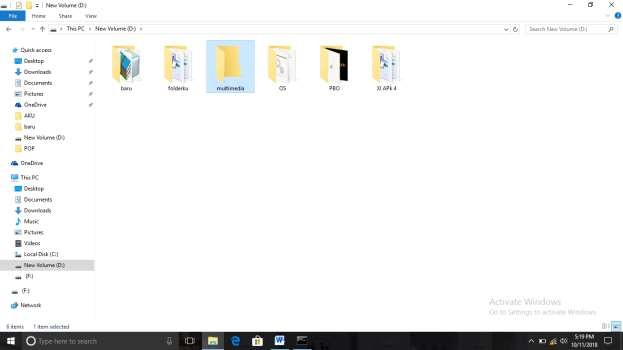 New Volume (D:)
File Home Share View
This PC > New Volume (D:) >
Search New Volume (D:)
Quick access
Desktop
Downloads
Documents
Pictures
OneDrive
AKU
baru
New Volume (D:)
POP
OneDrive
This PC
Desktop
Documents
Downloads
Music
Pictures
Videos
Local Disk (C:)
New Volume (D:)
(F:)
Network
baru folderku multimedia OS PBO XI APk 4
Activate Windows
Go to Settings to activate Windows.
6 items 1 item selected
Type here to search
5:19 PM
10/11/2018